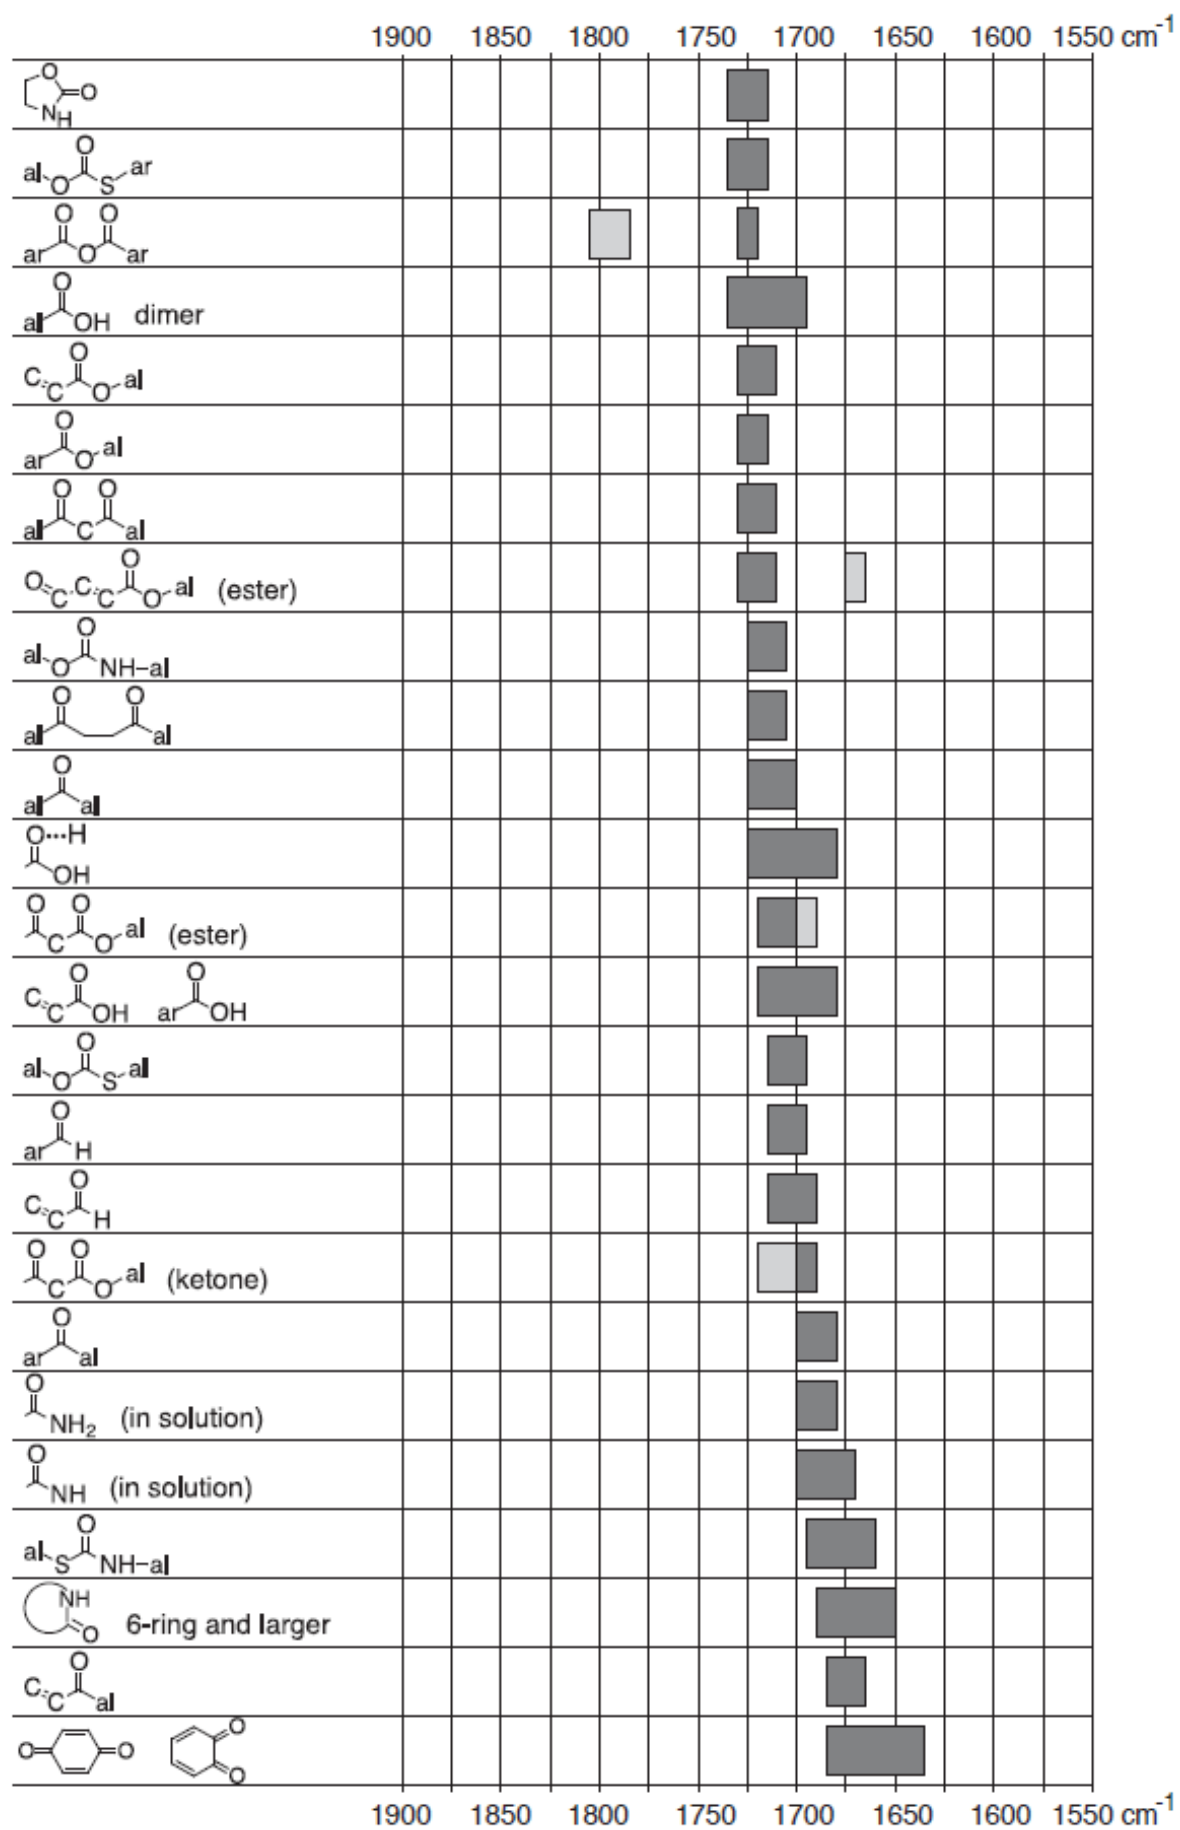 1900 1850 1800 1750 1700 1650 1600 1550 cm-1
O
O
N
H
O
al O S ar
O O
ar O ar
O
al OH dimer
O
C C O al
O
ar O al
O O
al C al
O
O C C C O al (ester)
O
al O NH–al
O O
al al
O
al al
O···H
OH
O O
C O al (ester)
O O
C C OH ar OH
O
al O S al
O
ar H
O
C C H
O O
C O al (ketone)
O
ar al
O
NH2 (in solution)
O
NH (in solution)
O
al S NH–al
NH
O 6-ring and larger
O
C C al
O O O
O
1900 1850 1800 1750 1700 1650 1600 1550 cm-1